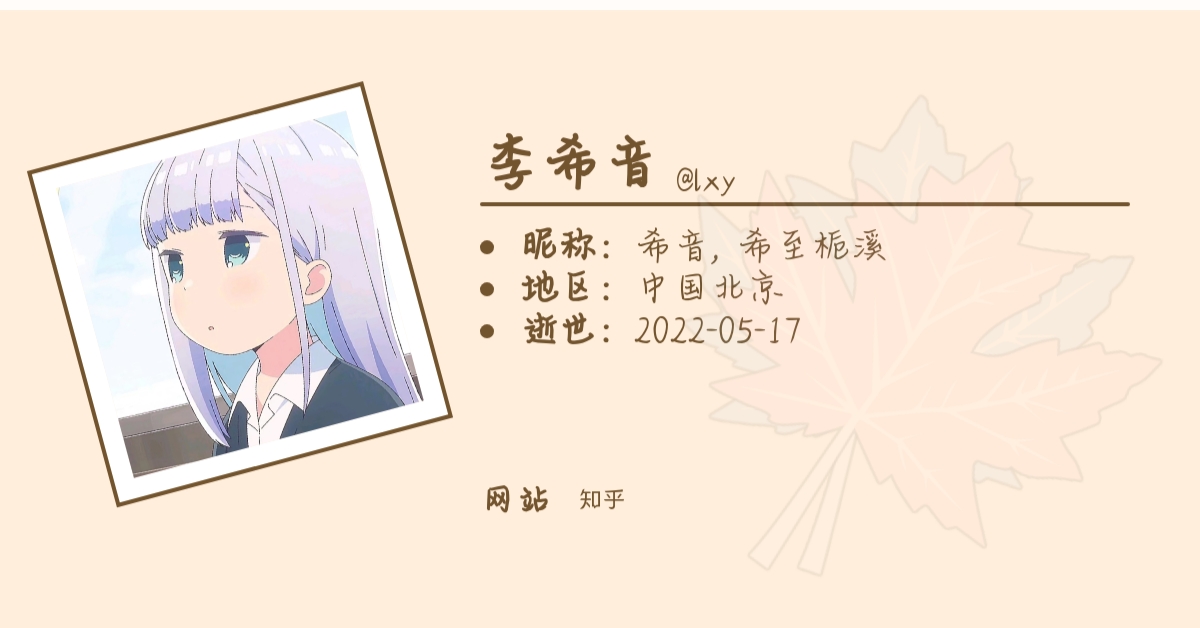 李希音 @lxy
昵称：希音，希至栀溪
地区：中国北京
逝世：2022-05-17
网站 知乎